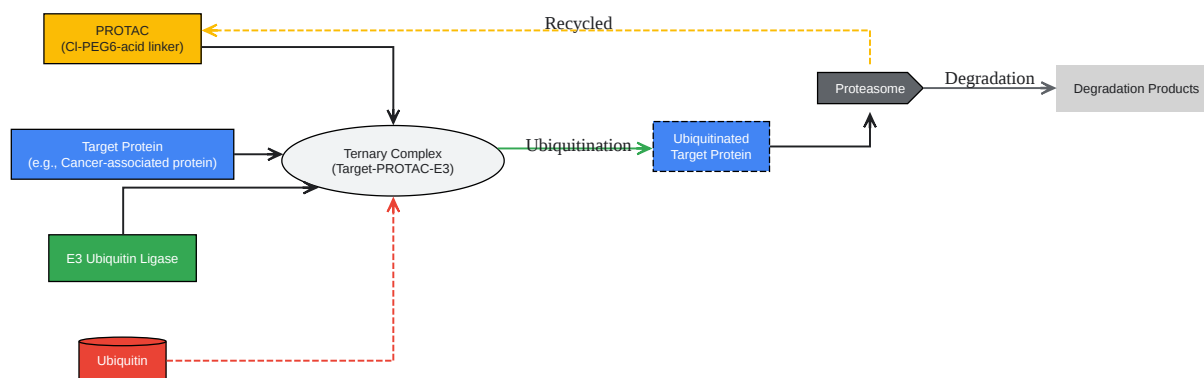 Recycled
PROTAC
(Cl-PEG6-acid linker)
Proteasome
Degradation
Degradation Products
Target Protein
(e.g., Cancer-associated protein)
Ternary Complex
(Target-PROTAC-E3)
Ubiquitination
Ubiquitinated
Target Protein
E3 Ubiquitin Ligase
Ubiquitin